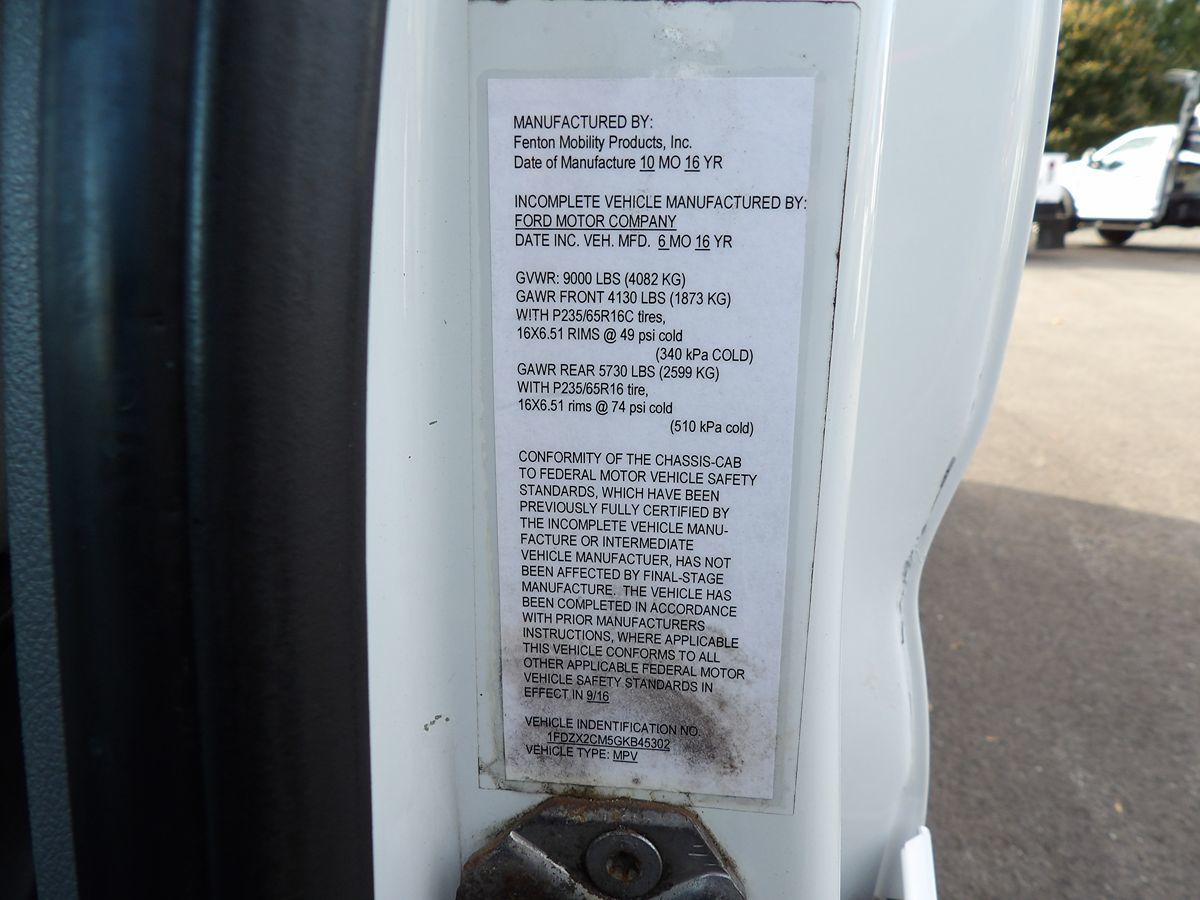 MANUFACTURED BY:
Fenton Mobility Products, Inc.
Date of Manufacture 10 MO 16 YR
INCOMPLETE VEHICLE MANUFACTURED BY:
FORD MOTOR COMPANY
DATE INC. VEH. MFD. 6 MO 16 YR
GVWR: 9000 LBS (4082 KG)
GAWR FRONT 4130 LBS (1873 KG)
WITH P235/65R16C tires,
16X6.51 RIMS @ 49 psi cold
(340 kPa COLD)
GAWR REAR 5730 LBS (2599 KG)
WITH P235/65R16 tire,
16X6.51 rims @ 74 psi cold
(510 kPa cold)
CONFORMITY OF THE CHASSIS-CAB
TO FEDERAL MOTOR VEHICLE SAFETY
STANDARDS, WHICH HAVE BEEN
PREVIOUSLY FULLY CERTIFIED BY
THE INCOMPLETE VEHICLE MANU-
FACTURE OR INTERMEDIATE
VEHICLE MANUFACTUER, HAS NOT
BEEN AFFECTED BY FINAL-STAGE
MANUFACTURE. THE VEHICLE HAS
BEEN COMPLETED IN ACCORDANCE
WITH PRIOR MANUFACTURERS
INSTRUCTIONS, WHERE APPLICABLE
THIS VEHICLE CONFORMS TO ALL
OTHER APPLICABLE FEDERAL MOTOR
VEHICLE SAFETY STANDARDS IN
EFFECT IN 9/16
VEHICLE INDENTIFICATION NO.
1FDZX2CM5GKB45302
VEHICLE TYPE: MPV